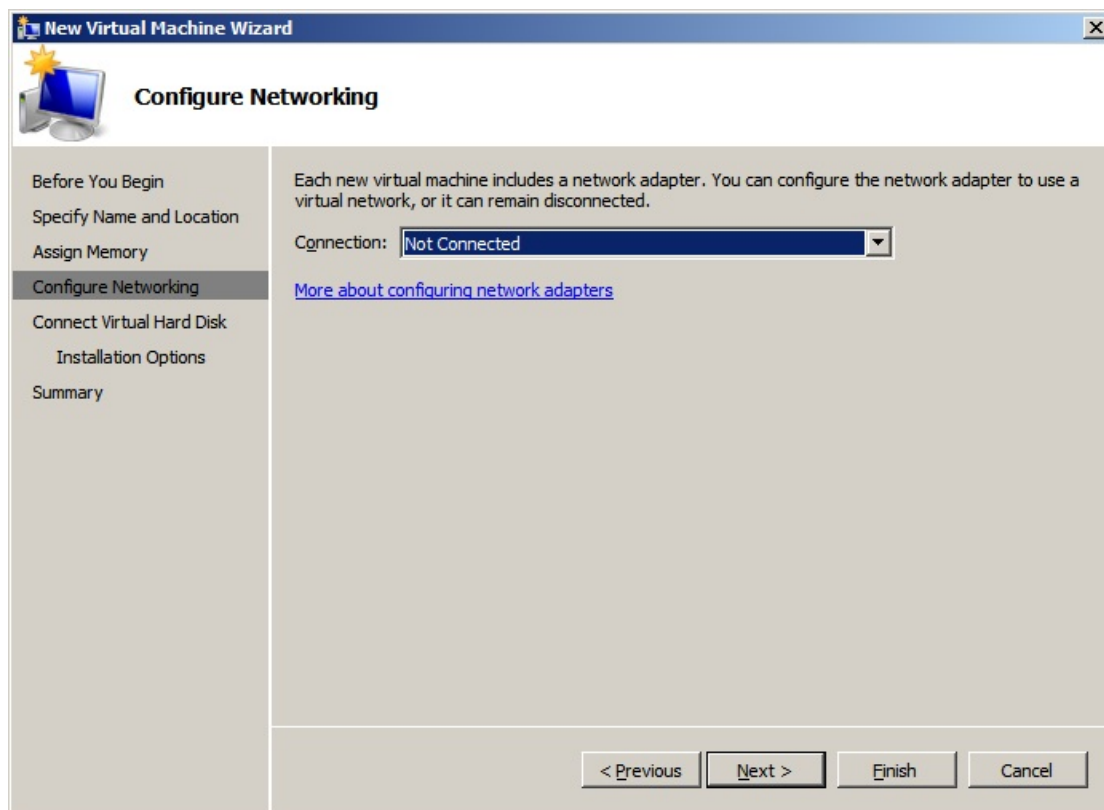 New Virtual Machine Wizard
Configure Networking
Before You Begin
Specify Name and Location
Assign Memory
Configure Networking
Connect Virtual Hard Disk
Installation Options
Summary
Each new virtual machine includes a network adapter. You can configure the network adapter to use a
virtual network, or it can remain disconnected.
Connection: Not Connected
More about configuring network adapters
< Previous Next > Finish Cancel